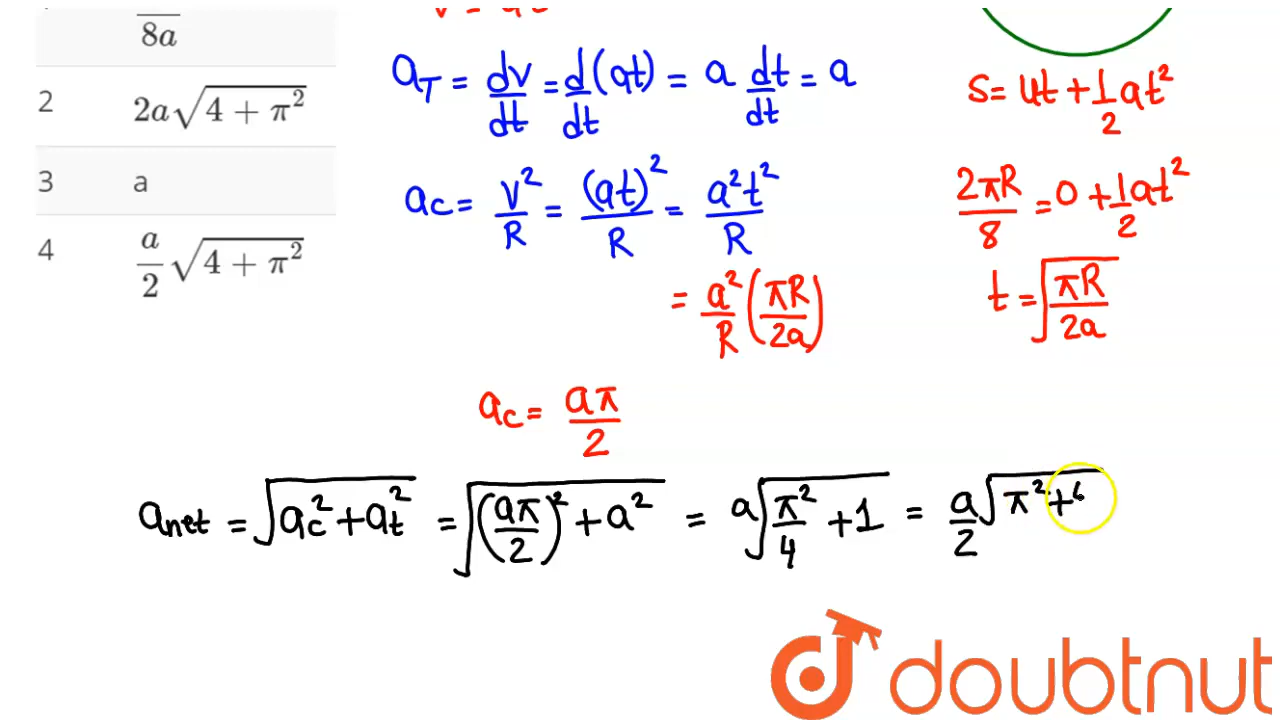 8a
2 2a√(4 + π²)
3 a
4 a/2 √(4 + π²)
a_T = dv/dt = d/dt (at) = a dt/dt = a
a_c = v²/R = (at)²/R = a²t²/R
= a²/R (πR/2a)
a_c = aπ/2
S = ut + 1/2 at²
2πR/8 = 0 + 1/2 at²
t = √(πR/2a)
a_net = √(a_c² + a_t²) = √((aπ/2)² + a²) = a√(π²/4 + 1) = a/2 √(π² +
doubtnut